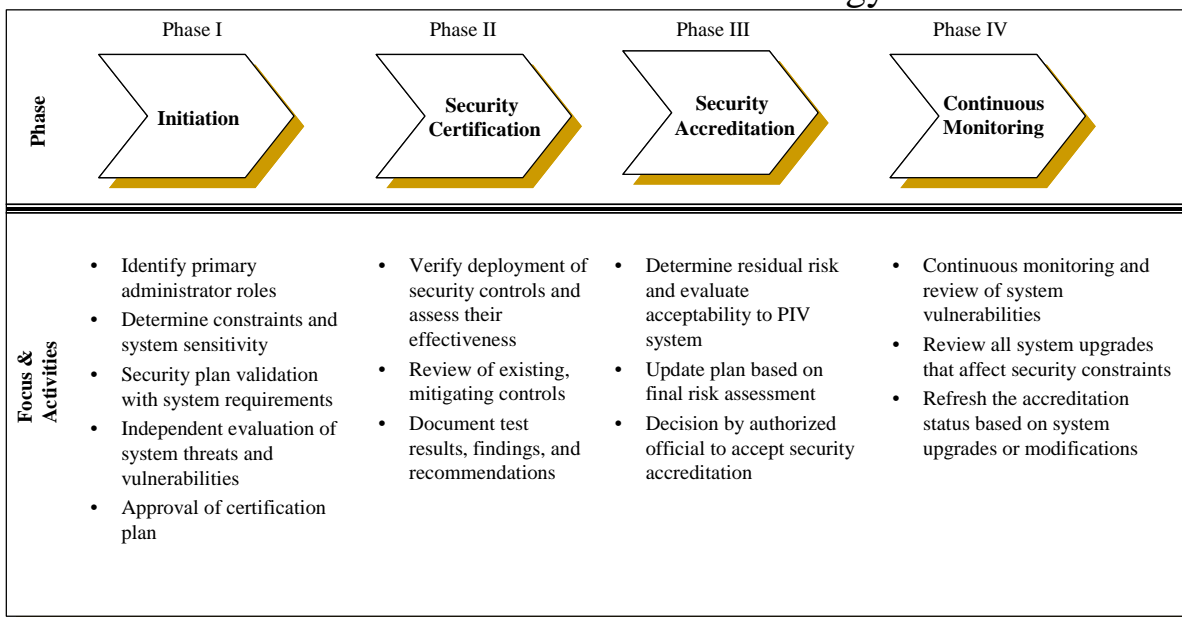 Phase I
Phase II
Phase III
Phase IV
Phase
Initiation
Security
Certification
Security
Accreditation
Continuous
Monitoring
Focus &
Activities
• Identify primary
administrator roles
• Determine constraints and
system sensitivity
• Security plan validation
with system requirements
• Independent evaluation of
system threats and
vulnerabilities
• Approval of certification
plan
• Verify deployment of
security controls and
assess their
effectiveness
• Review of existing,
mitigating controls
• Document test
results, findings, and
recommendations
• Determine residual risk
and evaluate
acceptability to PIV
system
• Update plan based on
final risk assessment
• Decision by authorized
official to accept security
accreditation
• Continuous monitoring and
review of system
vulnerabilities
• Review all system upgrades
that affect security constraints
• Refresh the accreditation
status based on system
upgrades or modifications